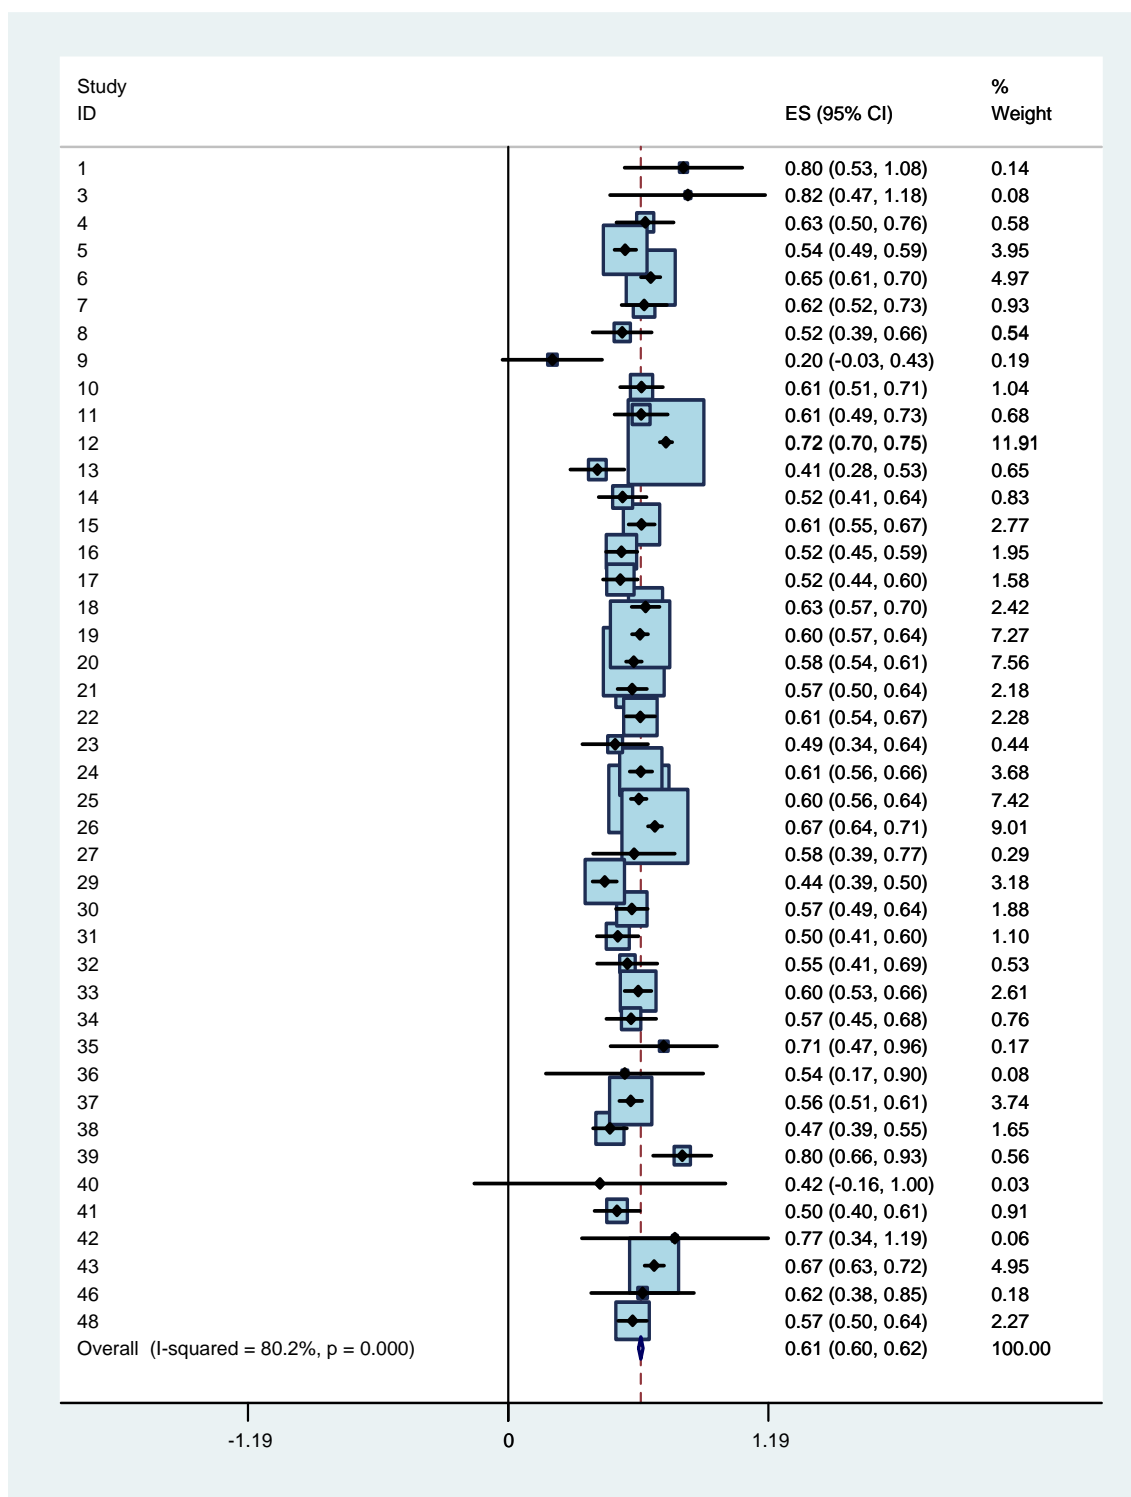 Study %
ID ES (95% CI) Weight
1 0.80 (0.53, 1.08) 0.14
3 0.82 (0.47, 1.18) 0.08
4 0.63 (0.50, 0.76) 0.58
5 0.54 (0.49, 0.59) 3.95
6 0.65 (0.61, 0.70) 4.97
7 0.62 (0.52, 0.73) 0.93
8 0.52 (0.39, 0.66) 0.54
9 0.20 (-0.03, 0.43) 0.19
10 0.61 (0.51, 0.71) 1.04
11 0.61 (0.49, 0.73) 0.68
12 0.72 (0.70, 0.75) 11.91
13 0.41 (0.28, 0.53) 0.65
14 0.52 (0.41, 0.64) 0.83
15 0.61 (0.55, 0.67) 2.77
16 0.52 (0.45, 0.59) 1.95
17 0.52 (0.44, 0.60) 1.58
18 0.63 (0.57, 0.70) 2.42
19 0.60 (0.57, 0.64) 7.27
20 0.58 (0.54, 0.61) 7.56
21 0.57 (0.50, 0.64) 2.18
22 0.61 (0.54, 0.67) 2.28
23 0.49 (0.34, 0.64) 0.44
24 0.61 (0.56, 0.66) 3.68
25 0.60 (0.56, 0.64) 7.42
26 0.67 (0.64, 0.71) 9.01
27 0.58 (0.39, 0.77) 0.29
29 0.44 (0.39, 0.50) 3.18
30 0.57 (0.49, 0.64) 1.88
31 0.50 (0.41, 0.60) 1.10
32 0.55 (0.41, 0.69) 0.53
33 0.60 (0.53, 0.66) 2.61
34 0.57 (0.45, 0.68) 0.76
35 0.71 (0.47, 0.96) 0.17
36 0.54 (0.17, 0.90) 0.08
37 0.56 (0.51, 0.61) 3.74
38 0.47 (0.39, 0.55) 1.65
39 0.80 (0.66, 0.93) 0.56
40 0.42 (-0.16, 1.00) 0.03
41 0.50 (0.40, 0.61) 0.91
42 0.77 (0.34, 1.19) 0.06
43 0.67 (0.63, 0.72) 4.95
46 0.62 (0.38, 0.85) 0.18
48 0.57 (0.50, 0.64) 2.27
Overall (I-squared = 80.2%, p = 0.000) 0.61 (0.60, 0.62) 100.00
-1.19 0 1.19